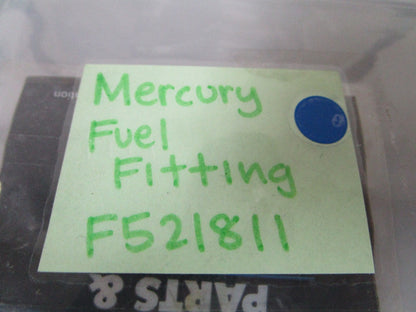 Mercury
Fuel
Fitting
F521811
PARTS &